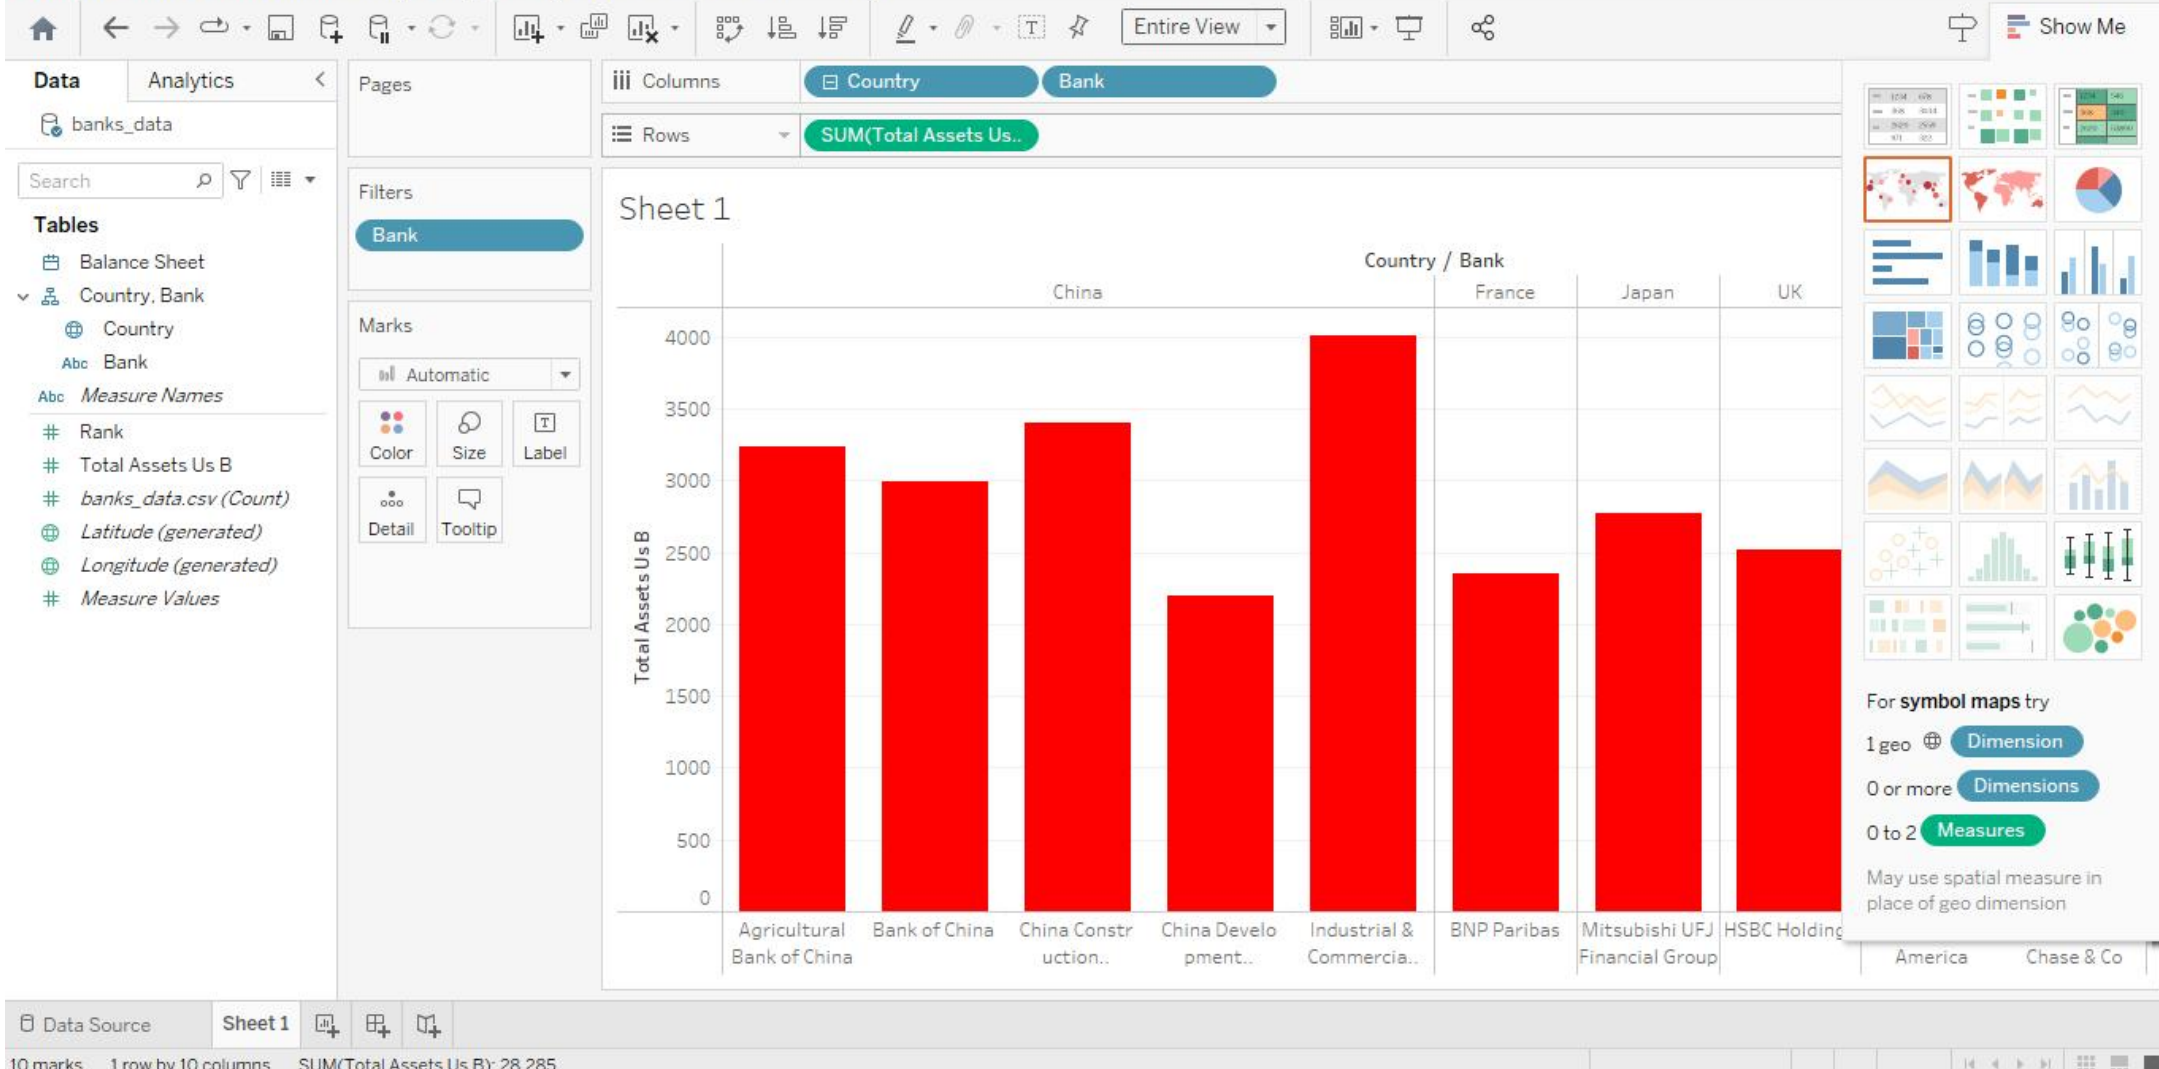 Entire View
Show Me
Data
Analytics
Pages
Columns
Country
Bank
banks_data
Rows
SUM(Total Assets Us..
Search
Filters
Bank
Tables
Balance Sheet
Country, Bank
Country
Abc Bank
Abc Measure Names
Rank
Total Assets Us B
banks_data.csv (Count)
Latitude (generated)
Longitude (generated)
Measure Values
Marks
Automatic
Color
Size
Label
Detail
Tooltip
Sheet 1
Country / Bank
China
France
Japan
UK
4000
3500
3000
2500
2000
1500
1000
500
0
Total Assets Us B
Agricultural
Bank of China
Bank of China
China Constr
uction..
China Develo
pment..
Industrial &
Commercia..
BNP Paribas
Mitsubishi UFJ
Financial Group
HSBC Holding
America
Chase & Co
For symbol maps try
1 geo Dimension
0 or more Dimensions
0 to 2 Measures
May use spatial measure in
place of geo dimension
Data Source
Sheet 1
10 marks 1 row by 10 columns SUM(Total Assets Us B): 28,285